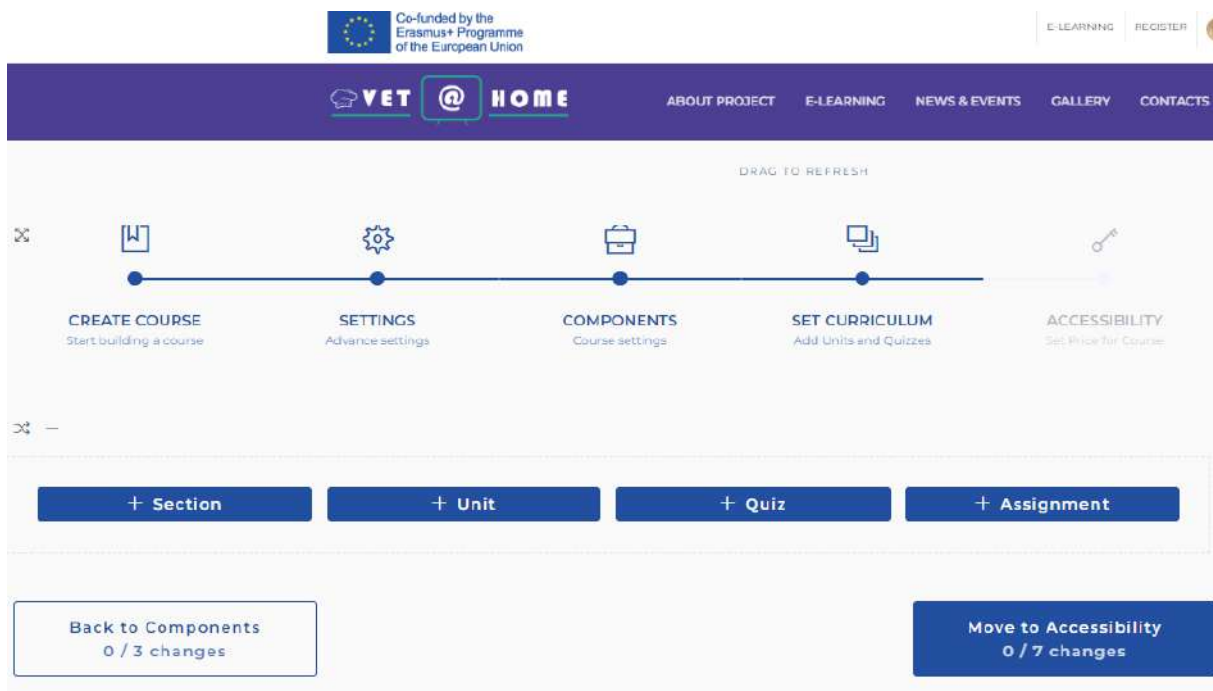 Co-funded by the
Erasmus+ Programme
of the European Union
E-LEARNING REGISTER
VET @ HOME
ABOUT PROJECT E-LEARNING NEWS & EVENTS GALLERY CONTACTS
DRAG TO REFRESH
CREATE COURSE
Start building a course
SETTINGS
Advance settings
COMPONENTS
Course settings
SET CURRICULUM
Add Units and Quizzes
ACCESSIBILITY
Set Price for Course
+ Section
+ Unit
+ Quiz
+ Assignment
Back to Components
0 / 3 changes
Move to Accessibility
0 / 7 changes